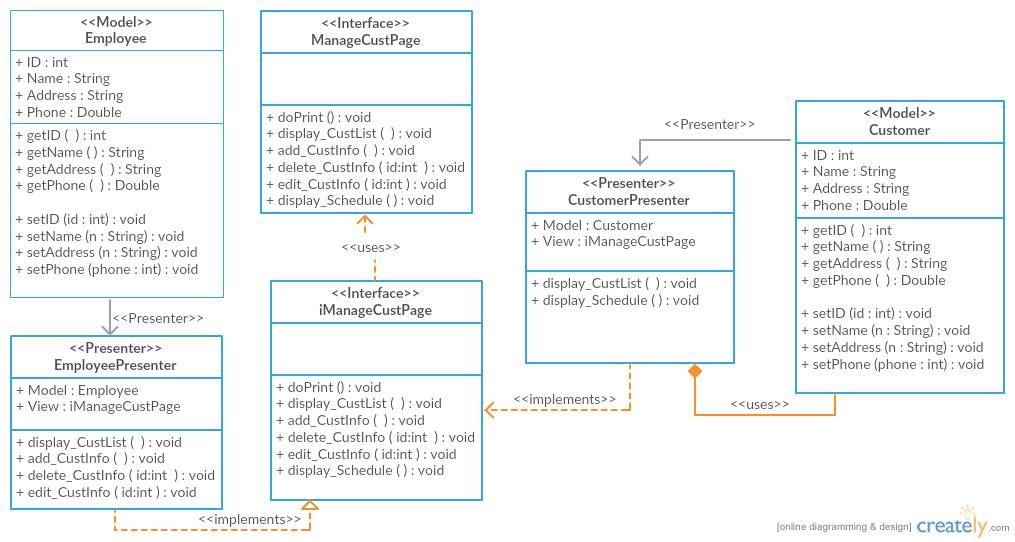 <<Model>>
Employee
+ ID : int
+ Name : String
+ Address : String
+ Phone : Double
+ getID (  ) : int
+ getName ( ) : String
+ getAddress (  ) : String
+ getPhone (  ) : Double
+ setID (id : int) : void
+ setName (n : String) : void
+ setAddress (n : String) : void
+ setPhone (phone : int) : void
<<Presenter>
<<Presenter>>
EmployeePresenter
+ Model : Employee
+ View : iManageCustPage
+ display_CustList (  ) : void
+ add_CustInfo (  ) : void
+ delete_CustInfo ( id:int  ) : void
+ edit_CustInfo ( id:int ) : void
<<implements>>
<<Interface>>
ManageCustPage
+ doPrint () : void
+ display_CustList (  ) : void
+ add_CustInfo (  ) : void
+ delete_CustInfo ( id:int  ) : void
+ edit_CustInfo ( id:int ) : void
+ display_Schedule ( ) : void
<<uses>>
<<Interface>>
iManageCustPage
+ doPrint () : void
+ display_CustList (  ) : void
+ add_CustInfo (  ) : void
+ delete_CustInfo ( id:int  ) : void
+ edit_CustInfo ( id:int ) : void
+ display_Schedule ( ) : void
<<implements>>
<<Presenter>>
<<Presenter>
CustomerPresenter
+ Model : Customer
+ View : iManageCustPage
+ display_CustList (  ) : void
+ display_Schedule ( ) : void
<<uses>>
<<Model>>
Customer
+ ID : int
+ Name : String
+ Address : String
+ Phone : Double
+ getID (  ) : int
+ getName ( ) : String
+ getAddress (  ) : String
+ getPhone (  ) : Double
+ setID (id : int) : void
+ setName (n : String) : void
+ setAddress (n : String) : void
+ setPhone (phone : int) : void
[online diagramming & design] creately.com